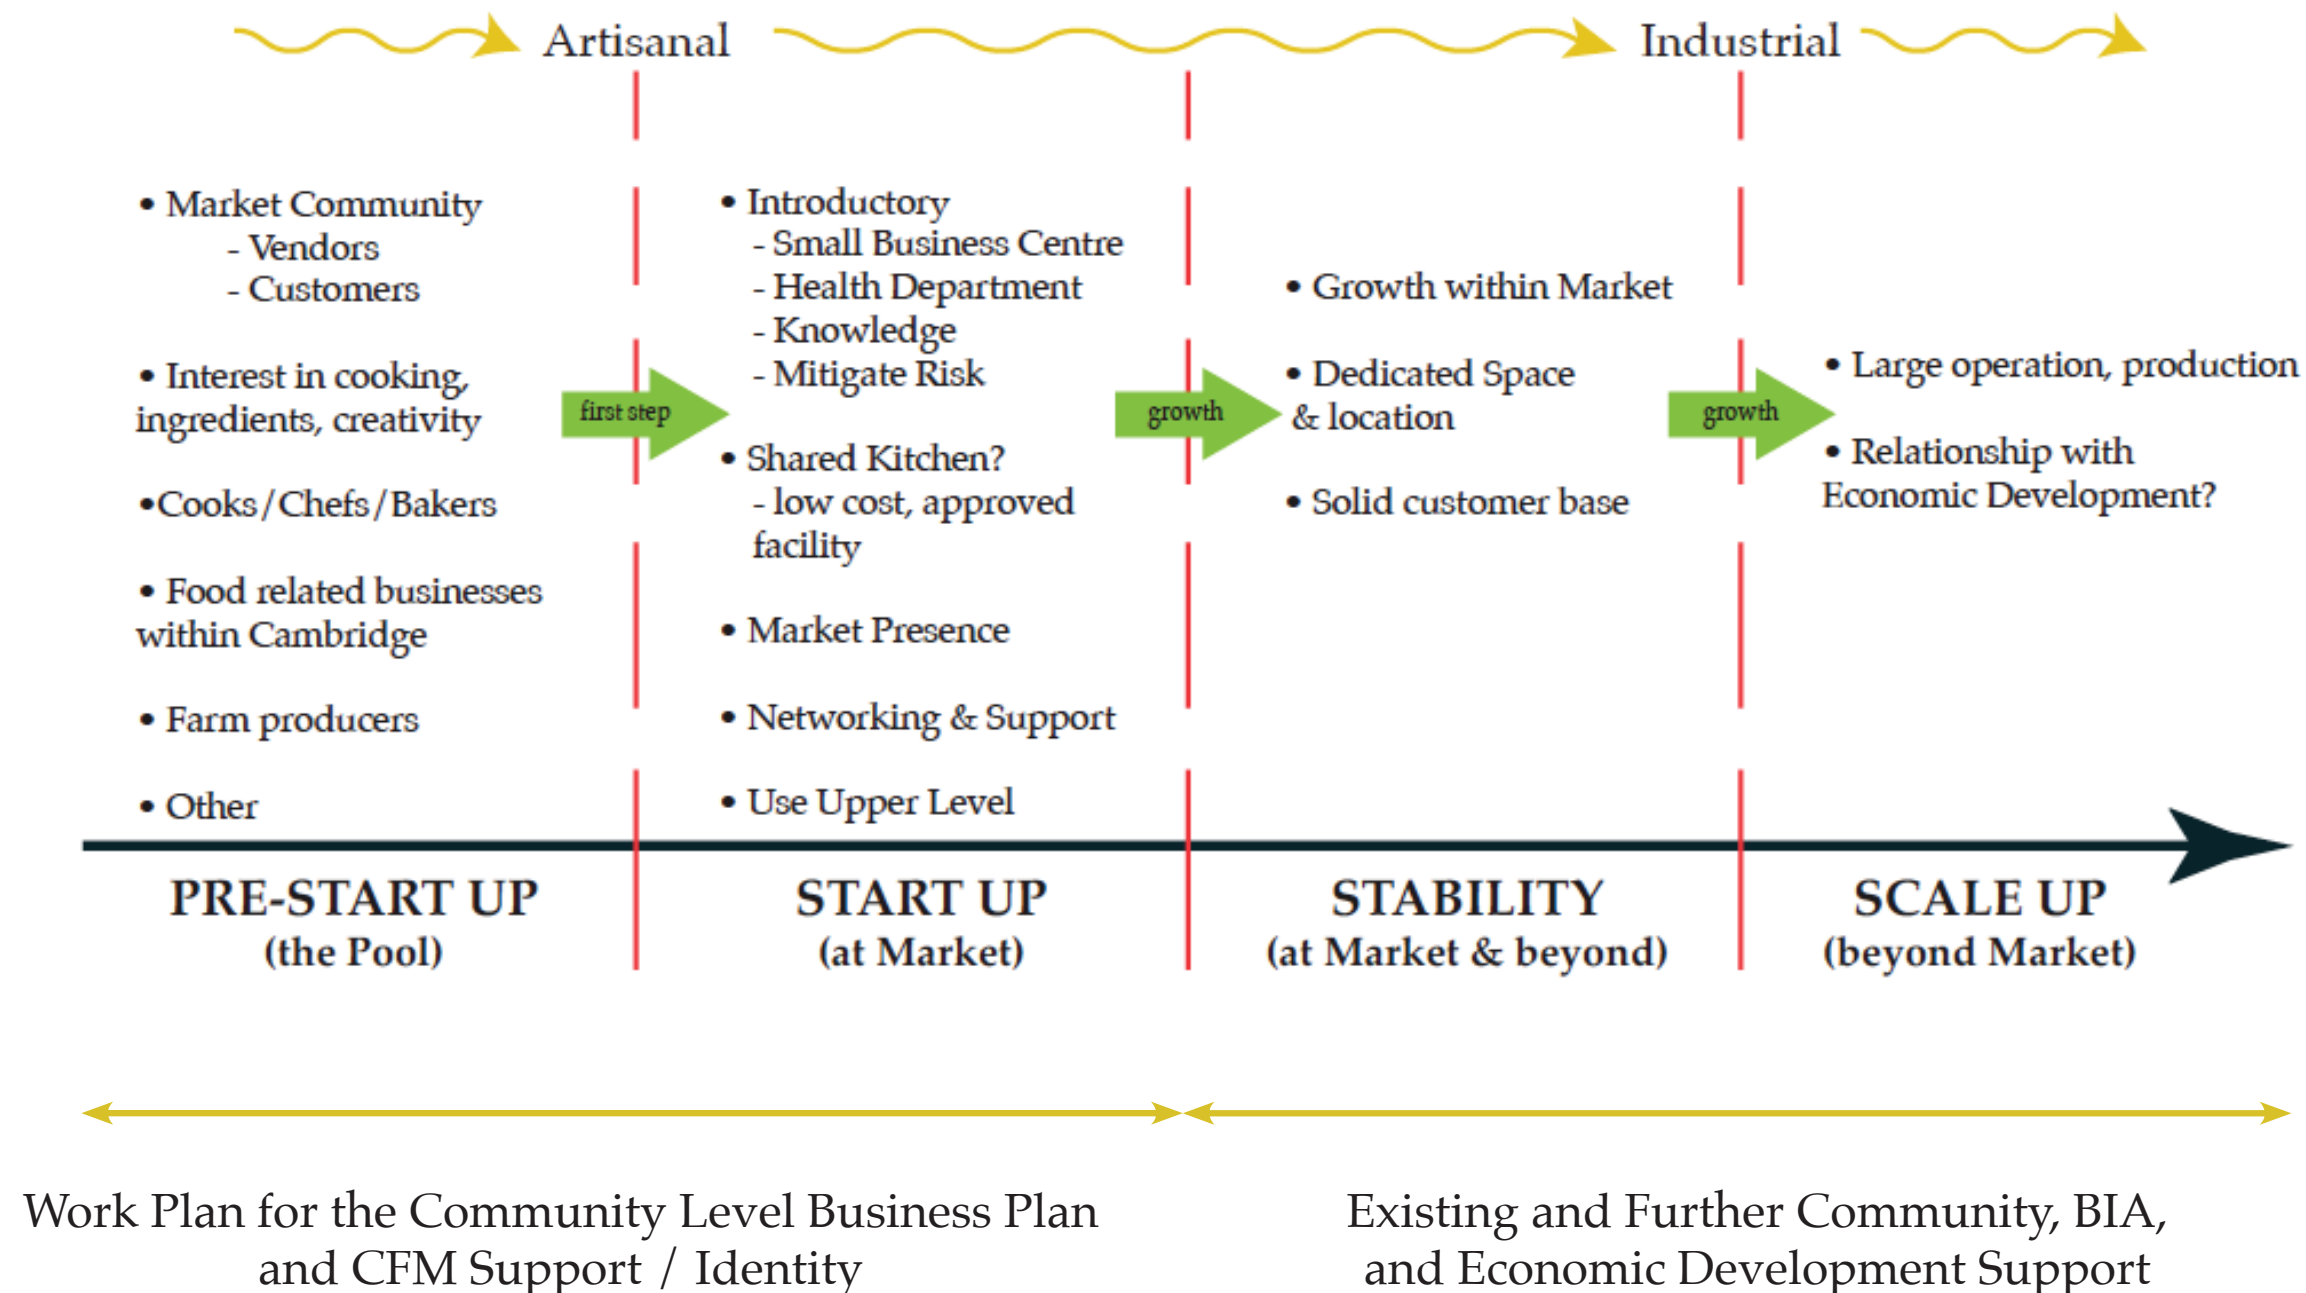 Artisanal
Industrial
• Market Community
- Vendors
- Customers
• Interest in cooking,
ingredients, creativity
•Cooks/Chefs/Bakers
• Food related businesses
within Cambridge
• Farm producers
• Other
first step
• Introductory
- Small Business Centre
- Health Department
- Knowledge
- Mitigate Risk
• Shared Kitchen?
- low cost, approved
facility
• Market Presence
• Networking & Support
• Use Upper Level
growth
• Growth within Market
• Dedicated Space
& location
• Solid customer base
growth
• Large operation, production
• Relationship with
Economic Development?
PRE-START UP
(the Pool)
START UP
(at Market)
STABILITY
(at Market & beyond)
SCALE UP
(beyond Market)
Work Plan for the Community Level Business Plan
and CFM Support / Identity
Existing and Further Community, BIA,
and Economic Development Support